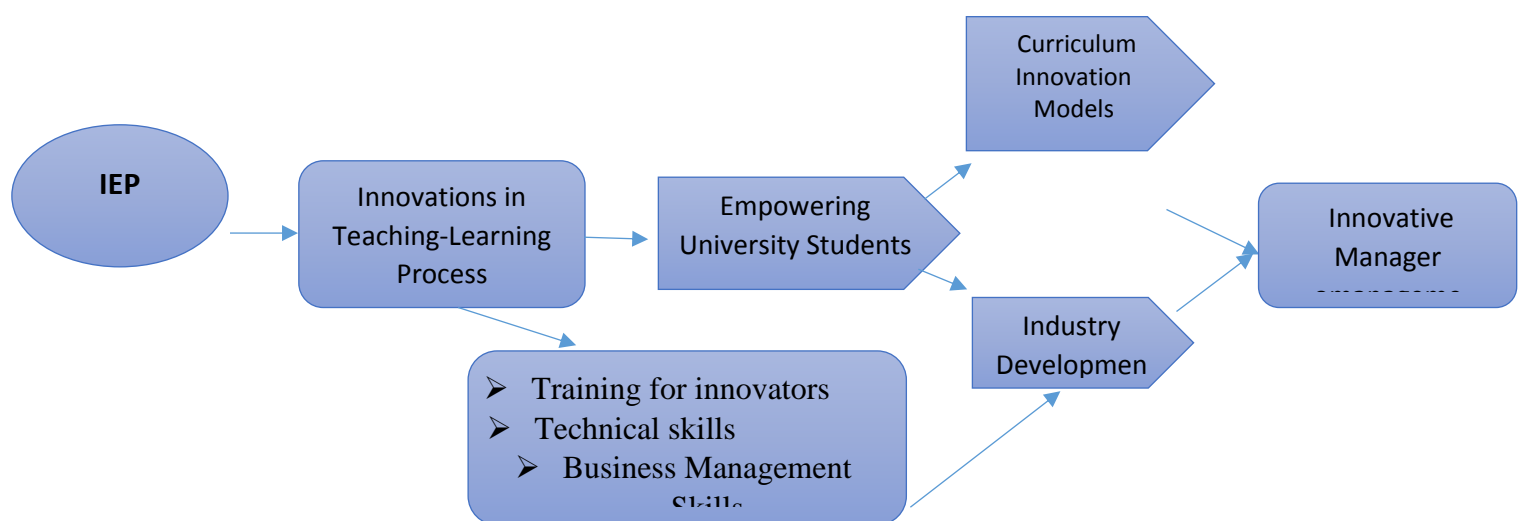 IEP
Innovations in
Teaching-Learning
Process
Empowering
University Students
Curriculum
Innovation
Models
Industry
Developmen
Innovative
Manager
➢ Training for innovators
➢ Technical skills
➢ Business Management